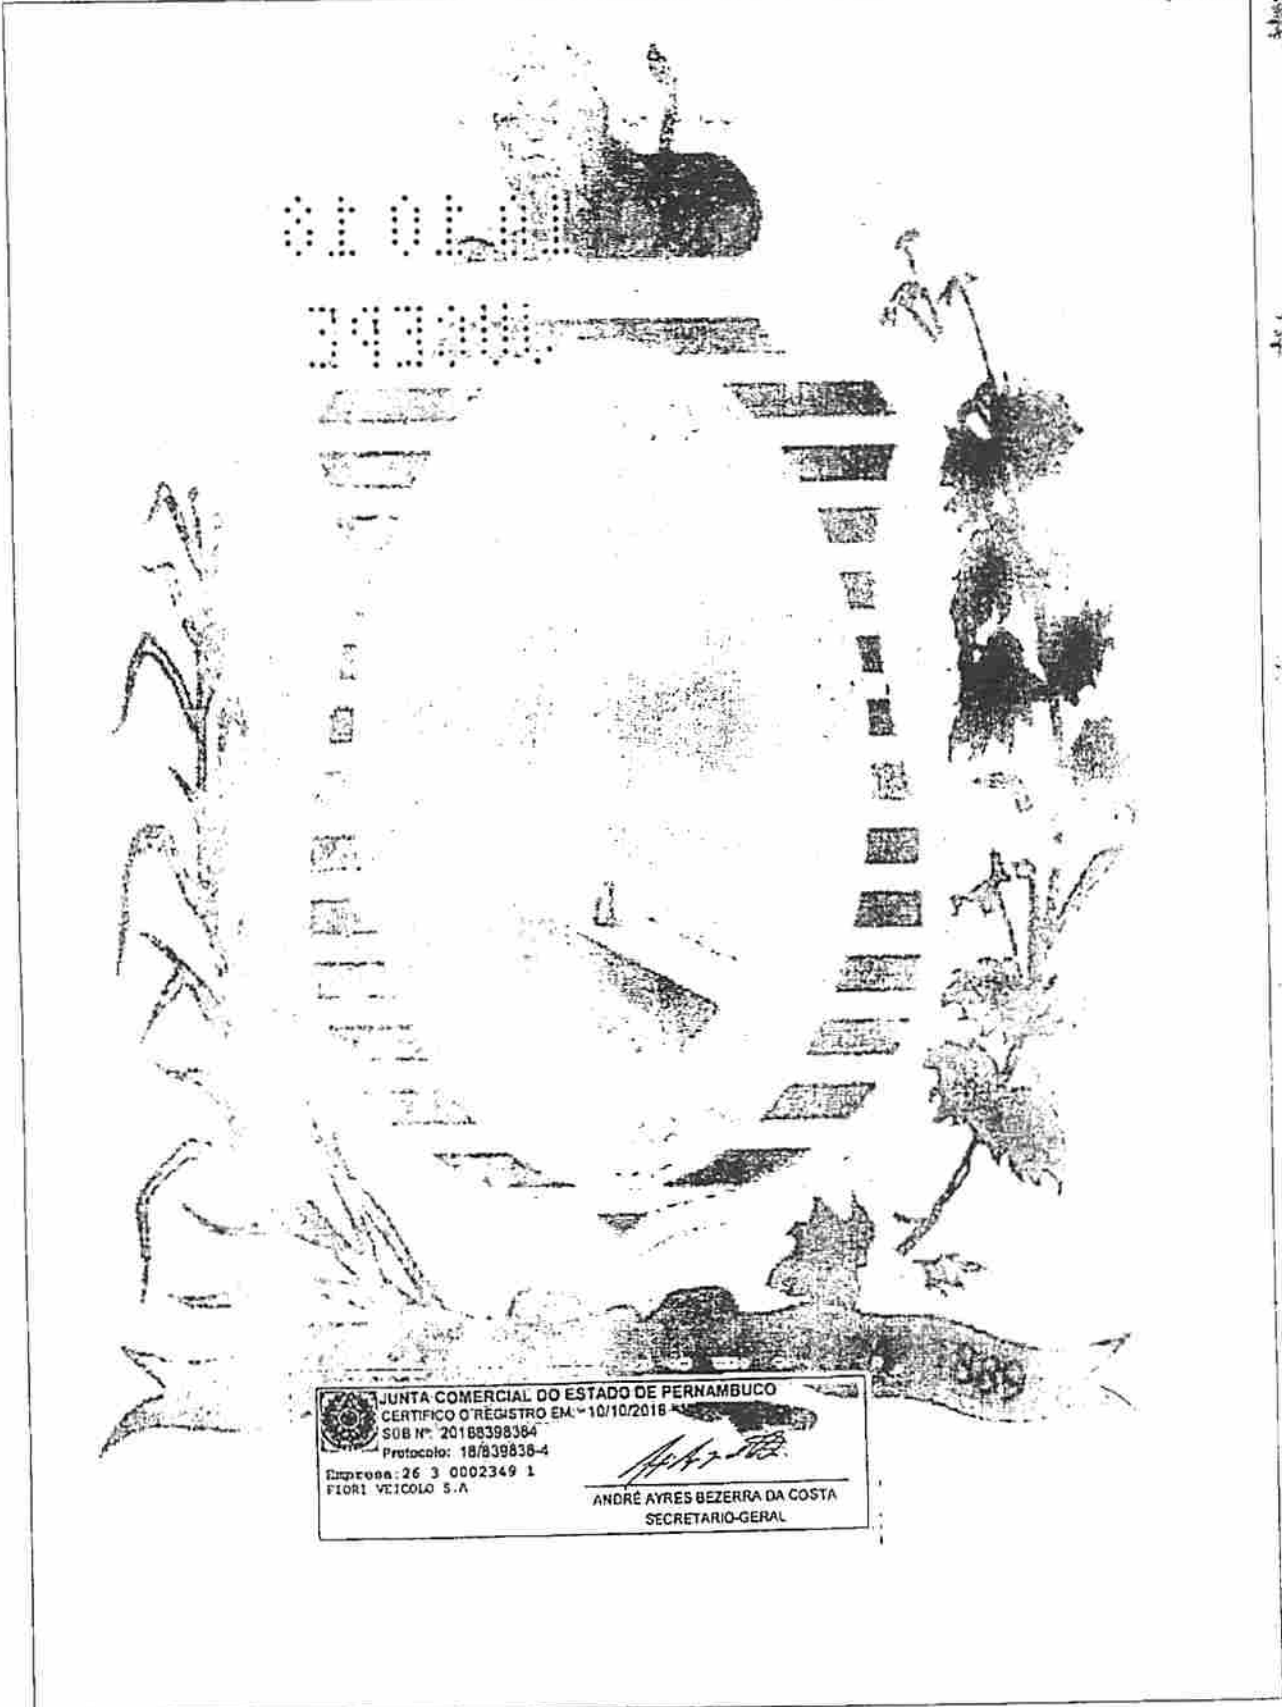 JUNTA COMERCIAL DO ESTADO DE PERNAMBUCO
CERTIFICO O REGISTRO EM: 10/10/2018
SOB Nº: 20188398384
Protocolo: 18/839838-4
Empresa:26 3 0002349 1
FIORI VEICOLO S.A
ANDRÉ AYRES BEZERRA DA COSTA
SECRETARIO-GERAL